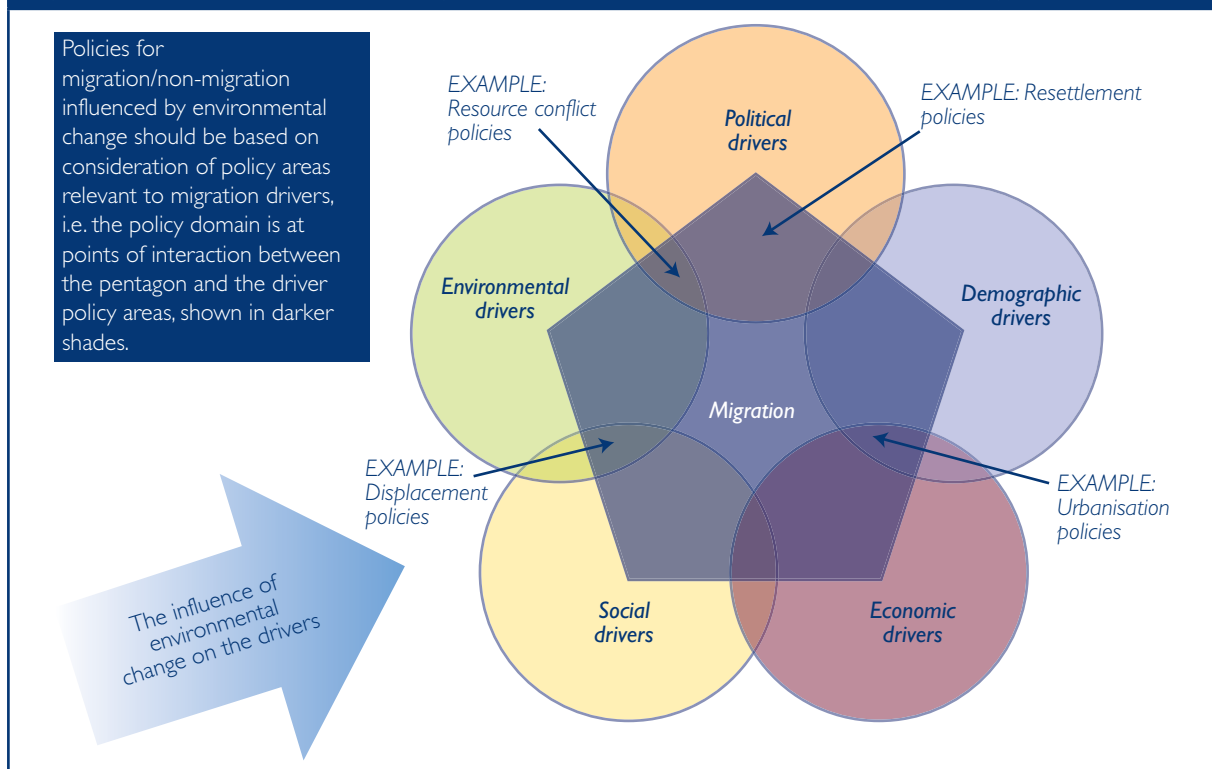 Policies for
migration/non-migration
influenced by environmental
change should be based on
consideration of policy areas
relevant to migration drivers,
i.e. the policy domain is at
points of interaction between
the pentagon and the driver
policy areas, shown in darker
shades.
EXAMPLE:
Resource conflict
policies
Political
drivers
EXAMPLE: Resettlement
policies
Environmental
drivers
Demographic
drivers
Migration
EXAMPLE:
Displacement
policies
EXAMPLE:
Urbanisation
policies
The influence of
environmental
change on the drivers
Social
drivers
Economic
drivers